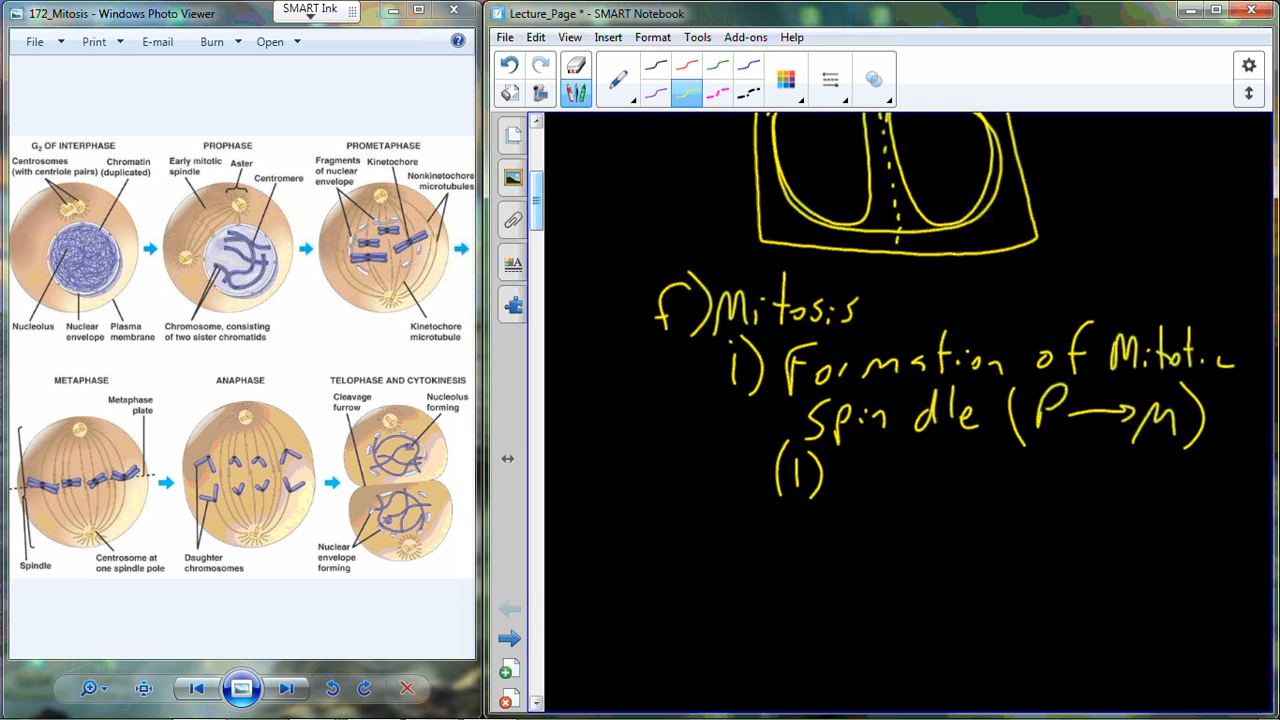 172_Mitosis - Windows Photo Viewer
SMART Ink
File Print E-mail Burn Open
G2 OF INTERPHASE
PROPHASE
PROMETAPHASE
Centrosomes
(with centriole pairs)
Chromatin
(duplicated)
Early mitotic
spindle
Aster
Centromere
Fragments
of nuclear
envelope
Kinetochore
Nonkinetochore
microtubules
Nucleolus
Nuclear
envelope
Plasma
membrane
Chromosome, consisting
of two sister chromatids
Kinetochore
microtubule
METAPHASE
ANAPHASE
TELOPHASE AND CYTOKINESIS
Metaphase
plate
Cleavage
furrow
Nucleolus
forming
Spindle
Centrosome at
one spindle pole
Daughter
chromosomes
Nuclear
envelope
forming
Lecture_Page * - SMART Notebook
File Edit View Insert Format Tools Add-ons Help
f) Mitosis
i) Formation of Mitotic
Spindle (P → M)
(1)